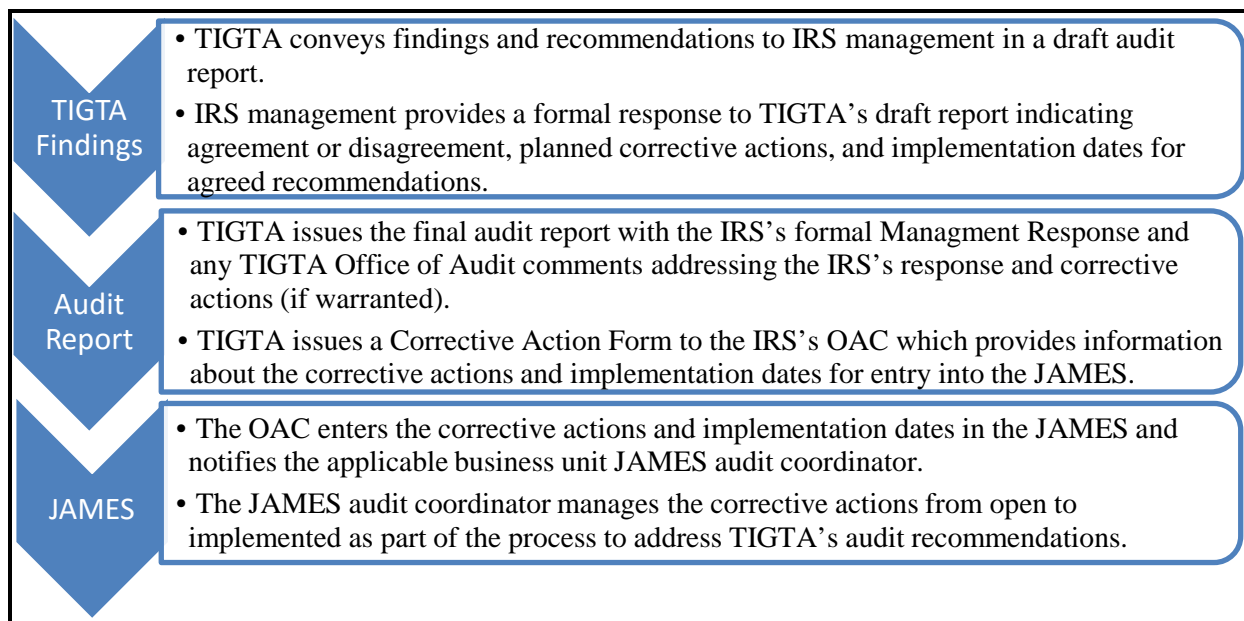 TIGTA
Findings
• TIGTA conveys findings and recommendations to IRS management in a draft audit
report.
• IRS management provides a formal response to TIGTA’s draft report indicating
agreement or disagreement, planned corrective actions, and implementation dates for
agreed recommendations.
Audit
Report
• TIGTA issues the final audit report with the IRS’s formal Managment Response and
any TIGTA Office of Audit comments addressing the IRS’s response and corrective
actions (if warranted).
• TIGTA issues a Corrective Action Form to the IRS’s OAC which provides information
about the corrective actions and implementation dates for entry into the JAMES.
JAMES
• The OAC enters the corrective actions and implementation dates in the JAMES and
notifies the applicable business unit JAMES audit coordinator.
• The JAMES audit coordinator manages the corrective actions from open to
implemented as part of the process to address TIGTA’s audit recommendations.